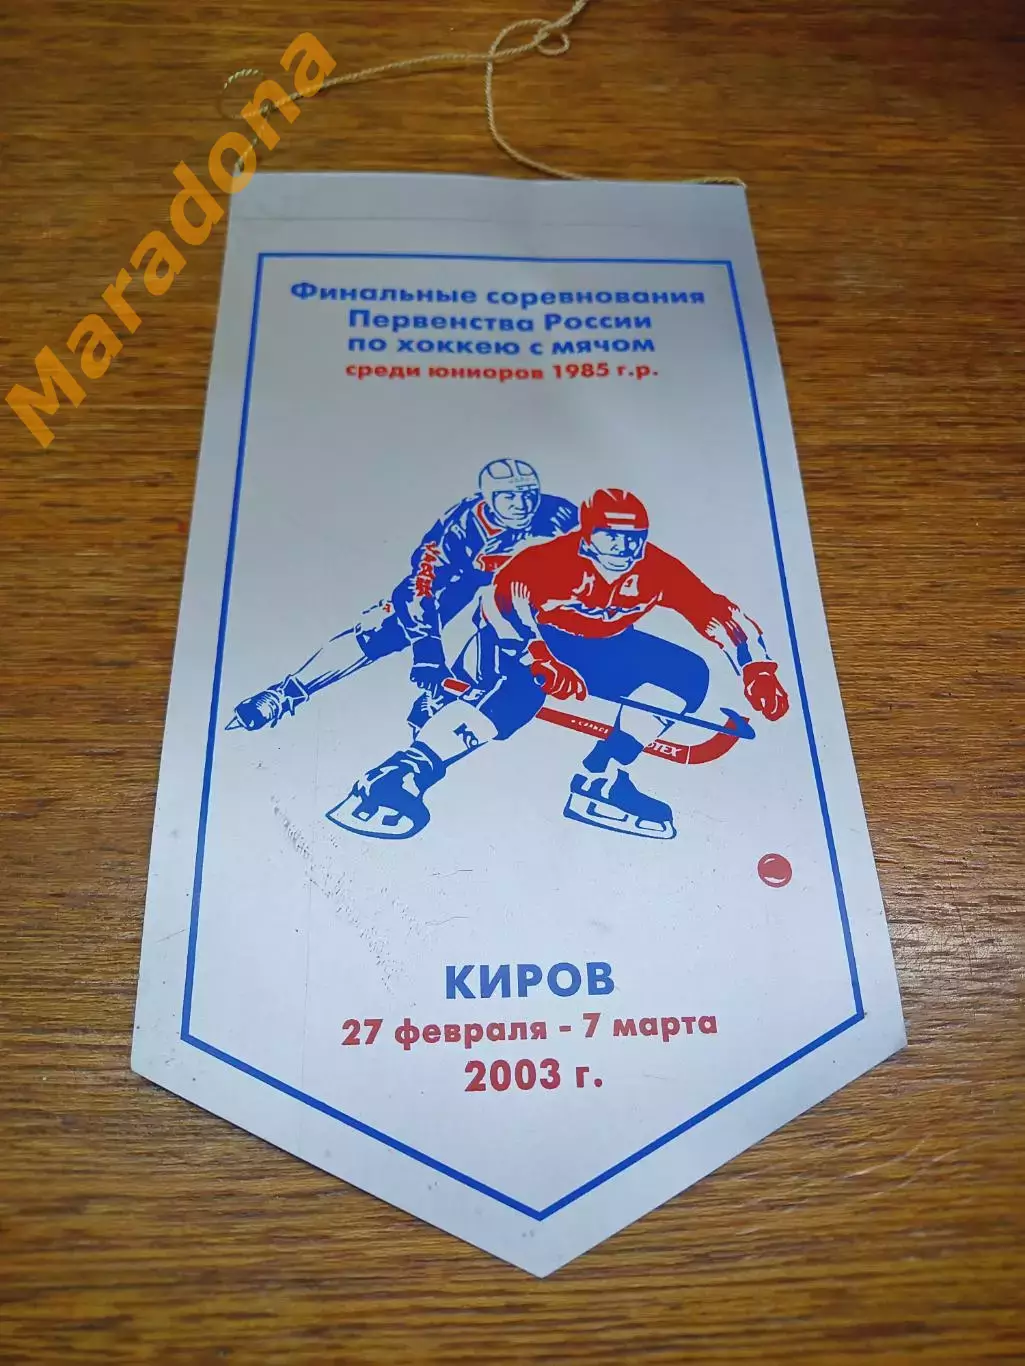 Maradona
Финальные соревнования
Первенства России
по хоккею с мячом
среди юниоров 1985 г.р.
КИРОВ
27 февраля - 7 марта
2003 г.